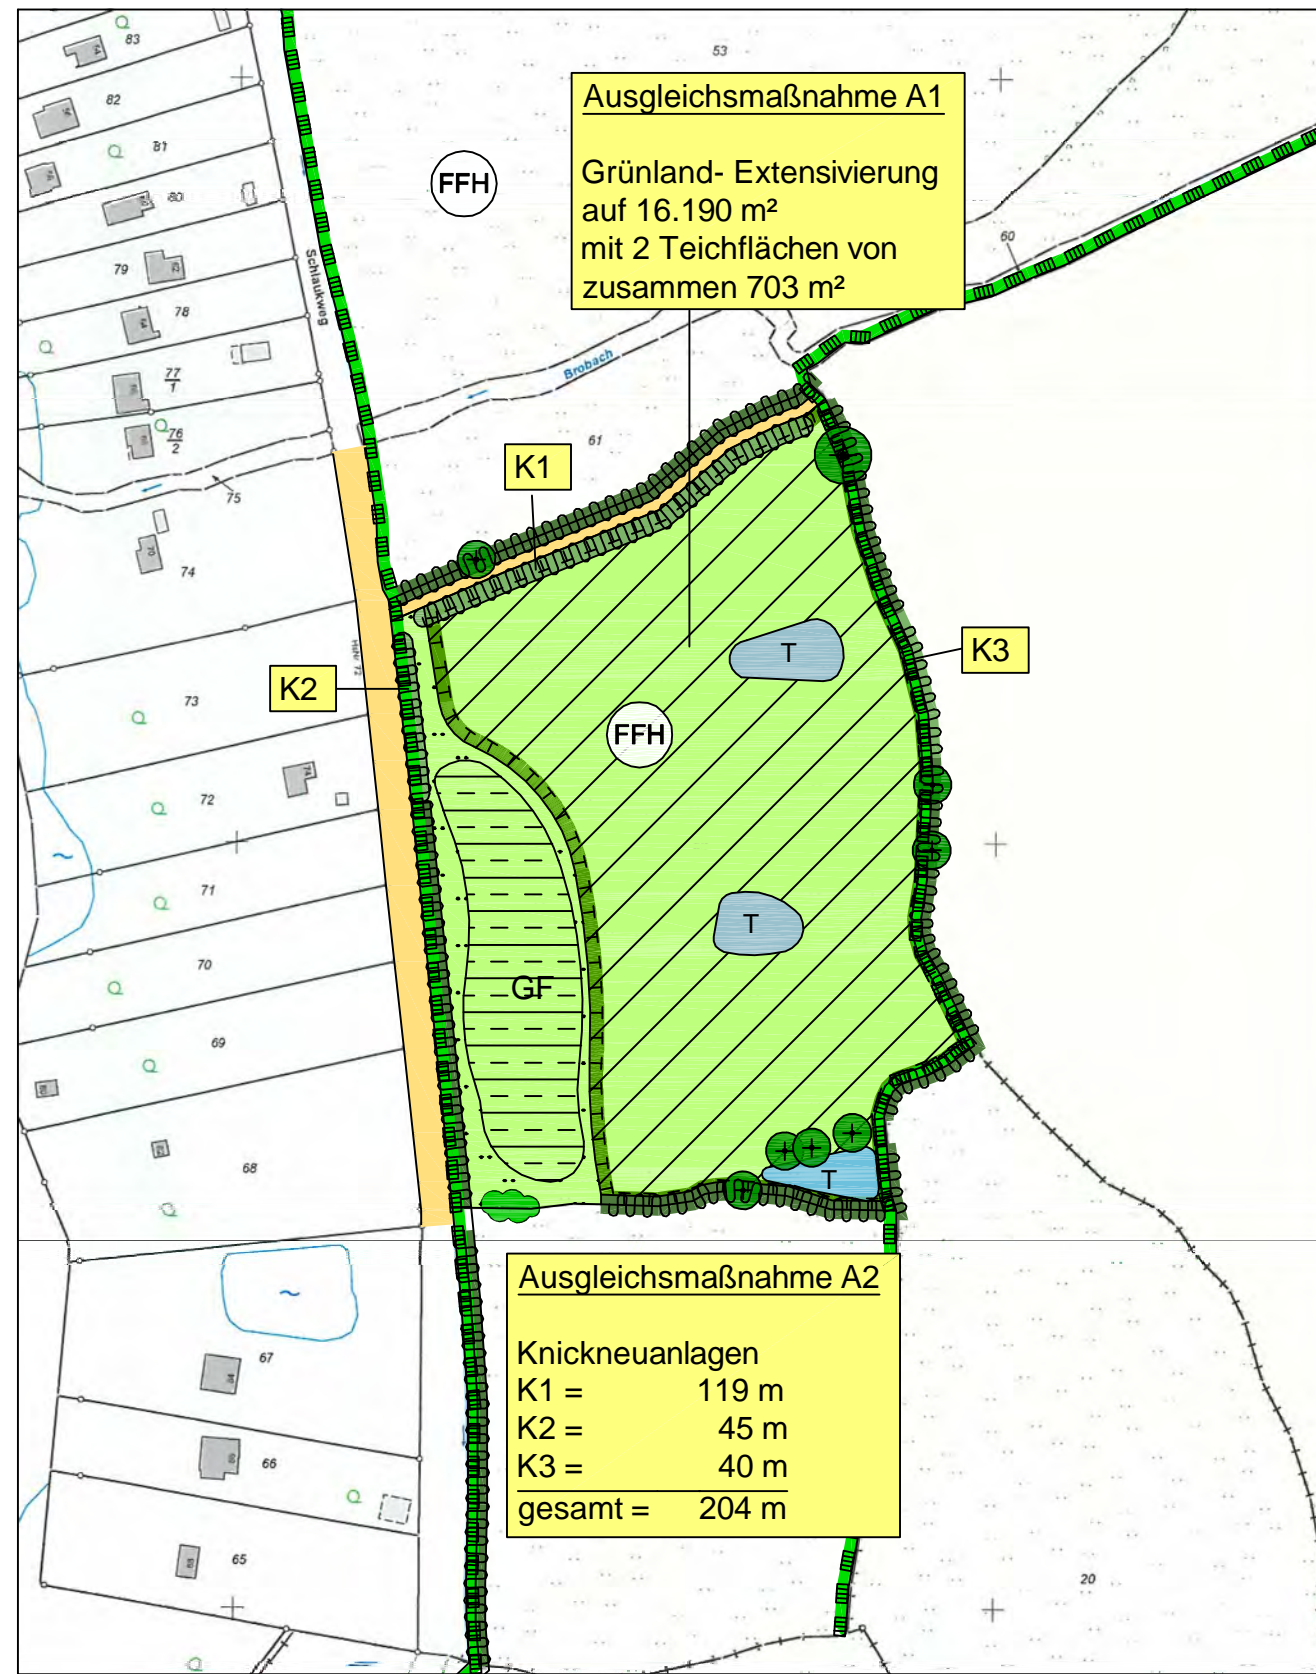 83
53
82
81
80
79
78
77
1
76
2
75
74
73
72
71
70
69
68
67
66
65
60
61
20
Schlaukweg
Brobach
FFH
Ausgleichsmaßnahme A1
Grünland- Extensivierung
auf 16.190 m²
mit 2 Teichflächen von
zusammen 703 m²
K1
K2
K3
T
FFH
T
GF
T
Ausgleichsmaßnahme A2
Knickneuanlagen
K1 = 119 m
K2 = 45 m
K3 = 40 m
gesamt = 204 m